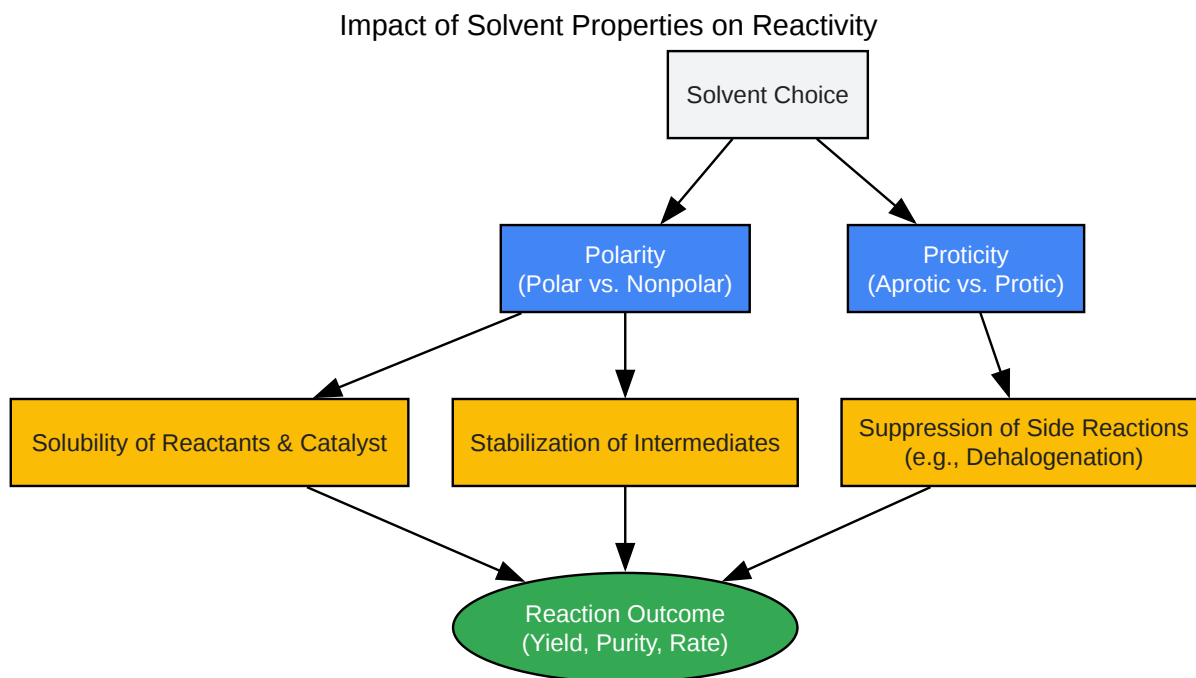 Impact of Solvent Properties on Reactivity
Solvent Choice
Polarity
(Polar vs. Nonpolar)
Proticity
(Aprotic vs. Protic)
Solubility of Reactants & Catalyst
Stabilization of Intermediates
Suppression of Side Reactions
(e.g., Dehalogenation)
Reaction Outcome
(Yield, Purity, Rate)